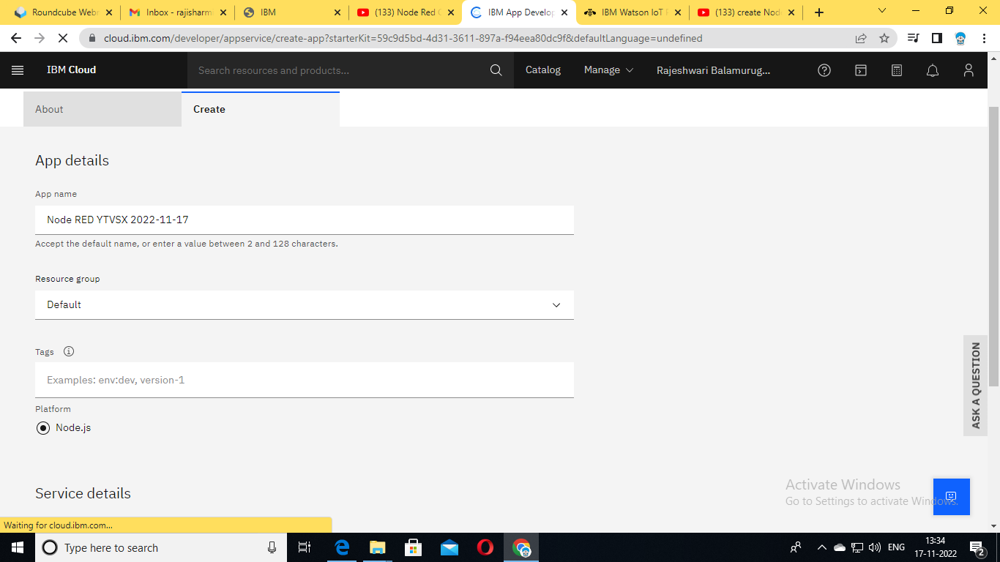 Roundcube Webr
Inbox - rajisharm
IBM
(133) Node Red C
IBM App Develop
IBM Watson IoT P
(133) create Nod
cloud.ibm.com/developer/appservice/create-app?starterKit=59c9d5bd-4d31-3611-897a-f94eea80dc9f&defaultLanguage=undefined
IBM Cloud
Search resources and products...
Catalog
Manage
Rajeshwari Balamurug...
About
Create
App details
App name
Node RED YTVSX 2022-11-17
Accept the default name, or enter a value between 2 and 128 characters.
Resource group
Default
Tags
Examples: env:dev, version-1
Platform
Node.js
ASK A QUESTION
Service details
Activate Windows
Go to Settings to activate Windows.
Waiting for cloud.ibm.com...
Type here to search
ENG
13:34
17-11-2022
2